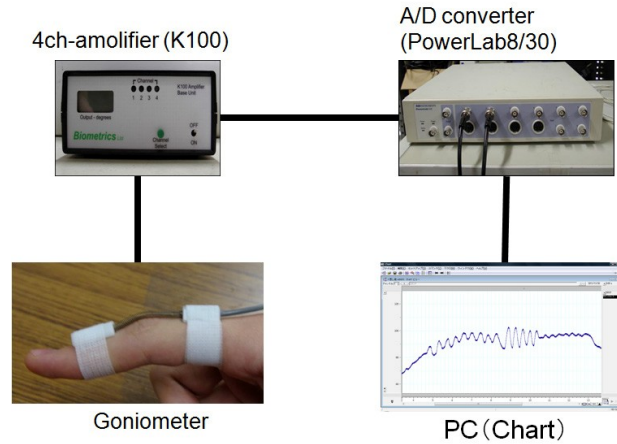 4ch-amolifier (K100)
A/D converter
(PowerLab8/30)
Channel
1 2 3 4
K100 Amplifier
Base Unit
Output - degrees
OFF
Biometrics Ltd
Channel
Select
ON
Goniometer
PC（Chart）